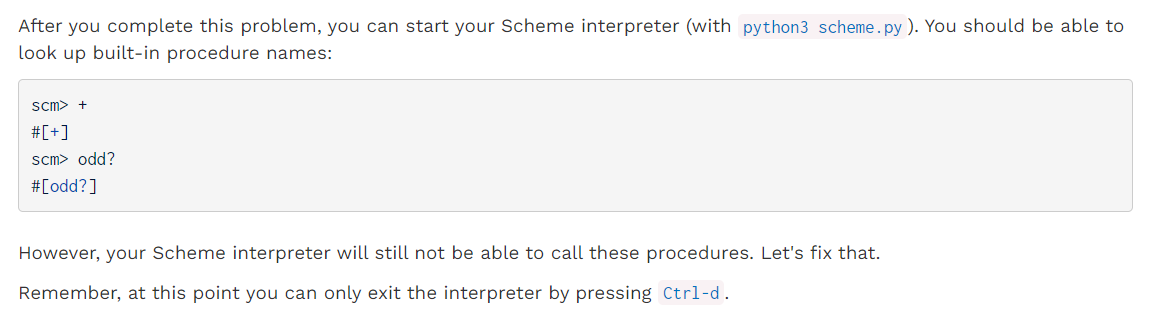 After you complete this problem, you can start your Scheme interpreter (with python3 scheme.py). You should be able to
look up built-in procedure names:
scm> +
#[+]
scm> odd?
#[odd?]
However, your Scheme interpreter will still not be able to call these procedures. Let's fix that.
Remember, at this point you can only exit the interpreter by pressing Ctrl-d.